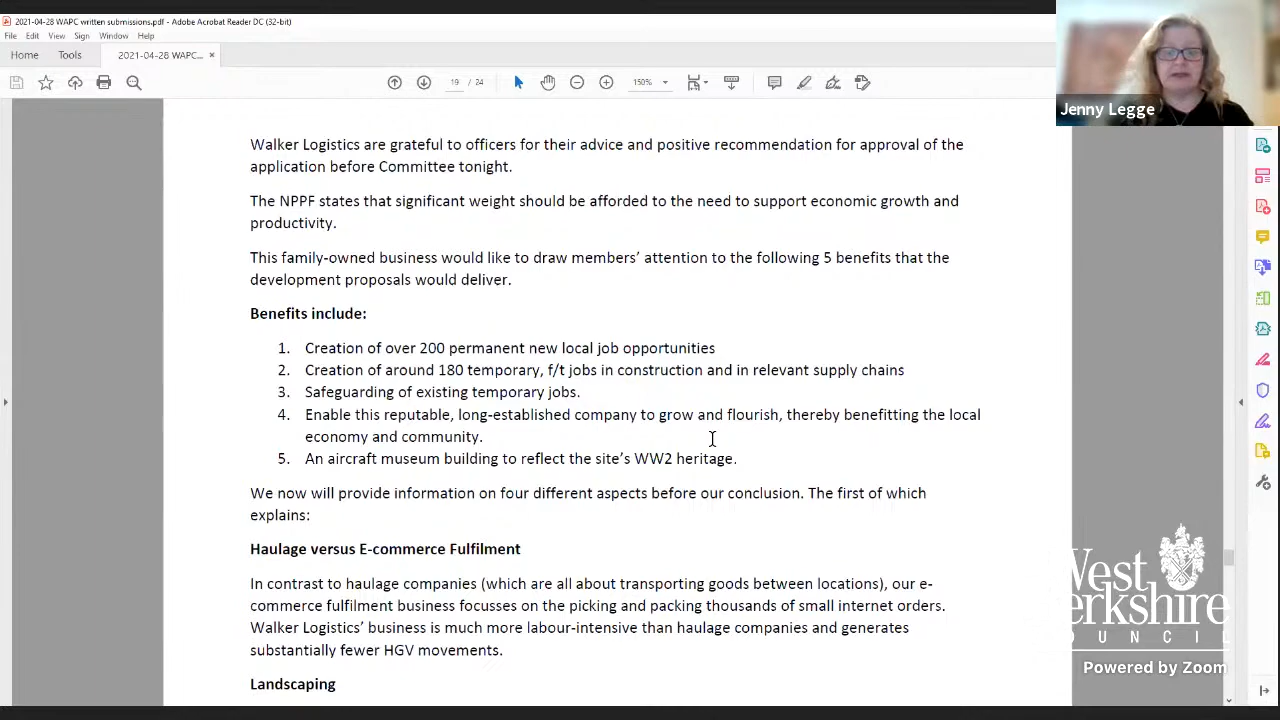 2021-04-28 WAPC written submissions.pdf - Adobe Acrobat Reader DC (32-bit)
File Edit View Sign Window Help
Home Tools 2021-04-28 WAPC... ×
19 / 24 150%
Jenny Legge
Walker Logistics are grateful to officers for their advice and positive recommendation for approval of the
application before Committee tonight.
The NPPF states that significant weight should be afforded to the need to support economic growth and
productivity.
This family-owned business would like to draw members’ attention to the following 5 benefits that the
development proposals would deliver.
Benefits include:
1. Creation of over 200 permanent new local job opportunities
2. Creation of around 180 temporary, f/t jobs in construction and in relevant supply chains
3. Safeguarding of existing temporary jobs.
4. Enable this reputable, long-established company to grow and flourish, thereby benefitting the local
economy and community.
5. An aircraft museum building to reflect the site’s WW2 heritage.
We now will provide information on four different aspects before our conclusion. The first of which
explains:
Haulage versus E-commerce Fulfilment
In contrast to haulage companies (which are all about transporting goods between locations), our e-
commerce fulfilment business focusses on the picking and packing thousands of small internet orders.
Walker Logistics’ business is much more labour-intensive than haulage companies and generates
substantially fewer HGV movements.
Landscaping
West
erkshire
OUNCIL
Powered by Zoom